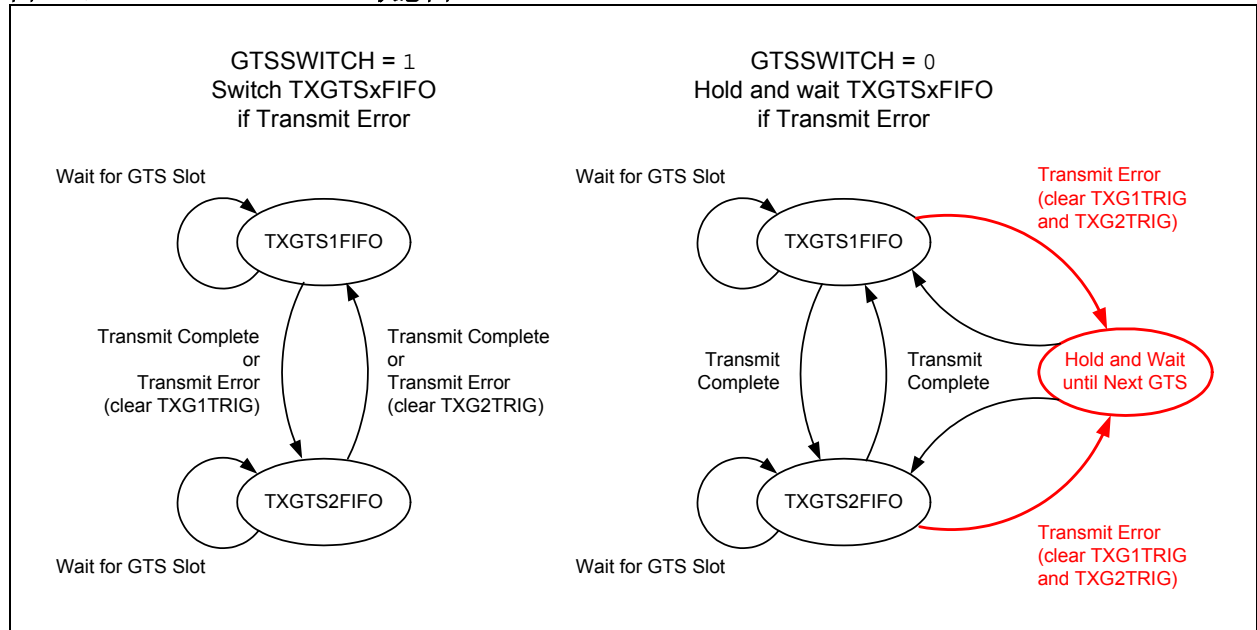 GTSSWITCH = 1
Switch TXGTSxFIFO
if Transmit Error
Wait for GTS Slot
TXGTS1FIFO
Transmit Complete
or
Transmit Error
(clear TXG1TRIG)
Transmit Complete
or
Transmit Error
(clear TXG2TRIG)
TXGTS2FIFO
Wait for GTS Slot
GTSSWITCH = 0
Hold and wait TXGTSxFIFO
if Transmit Error
Wait for GTS Slot
TXGTS1FIFO
Transmit Error
(clear TXG1TRIG
and TXG2TRIG)
Transmit
Complete
Transmit
Complete
Hold and Wait
until Next GTS
TXGTS2FIFO
Transmit Error
(clear TXG1TRIG
and TXG2TRIG)
Wait for GTS Slot